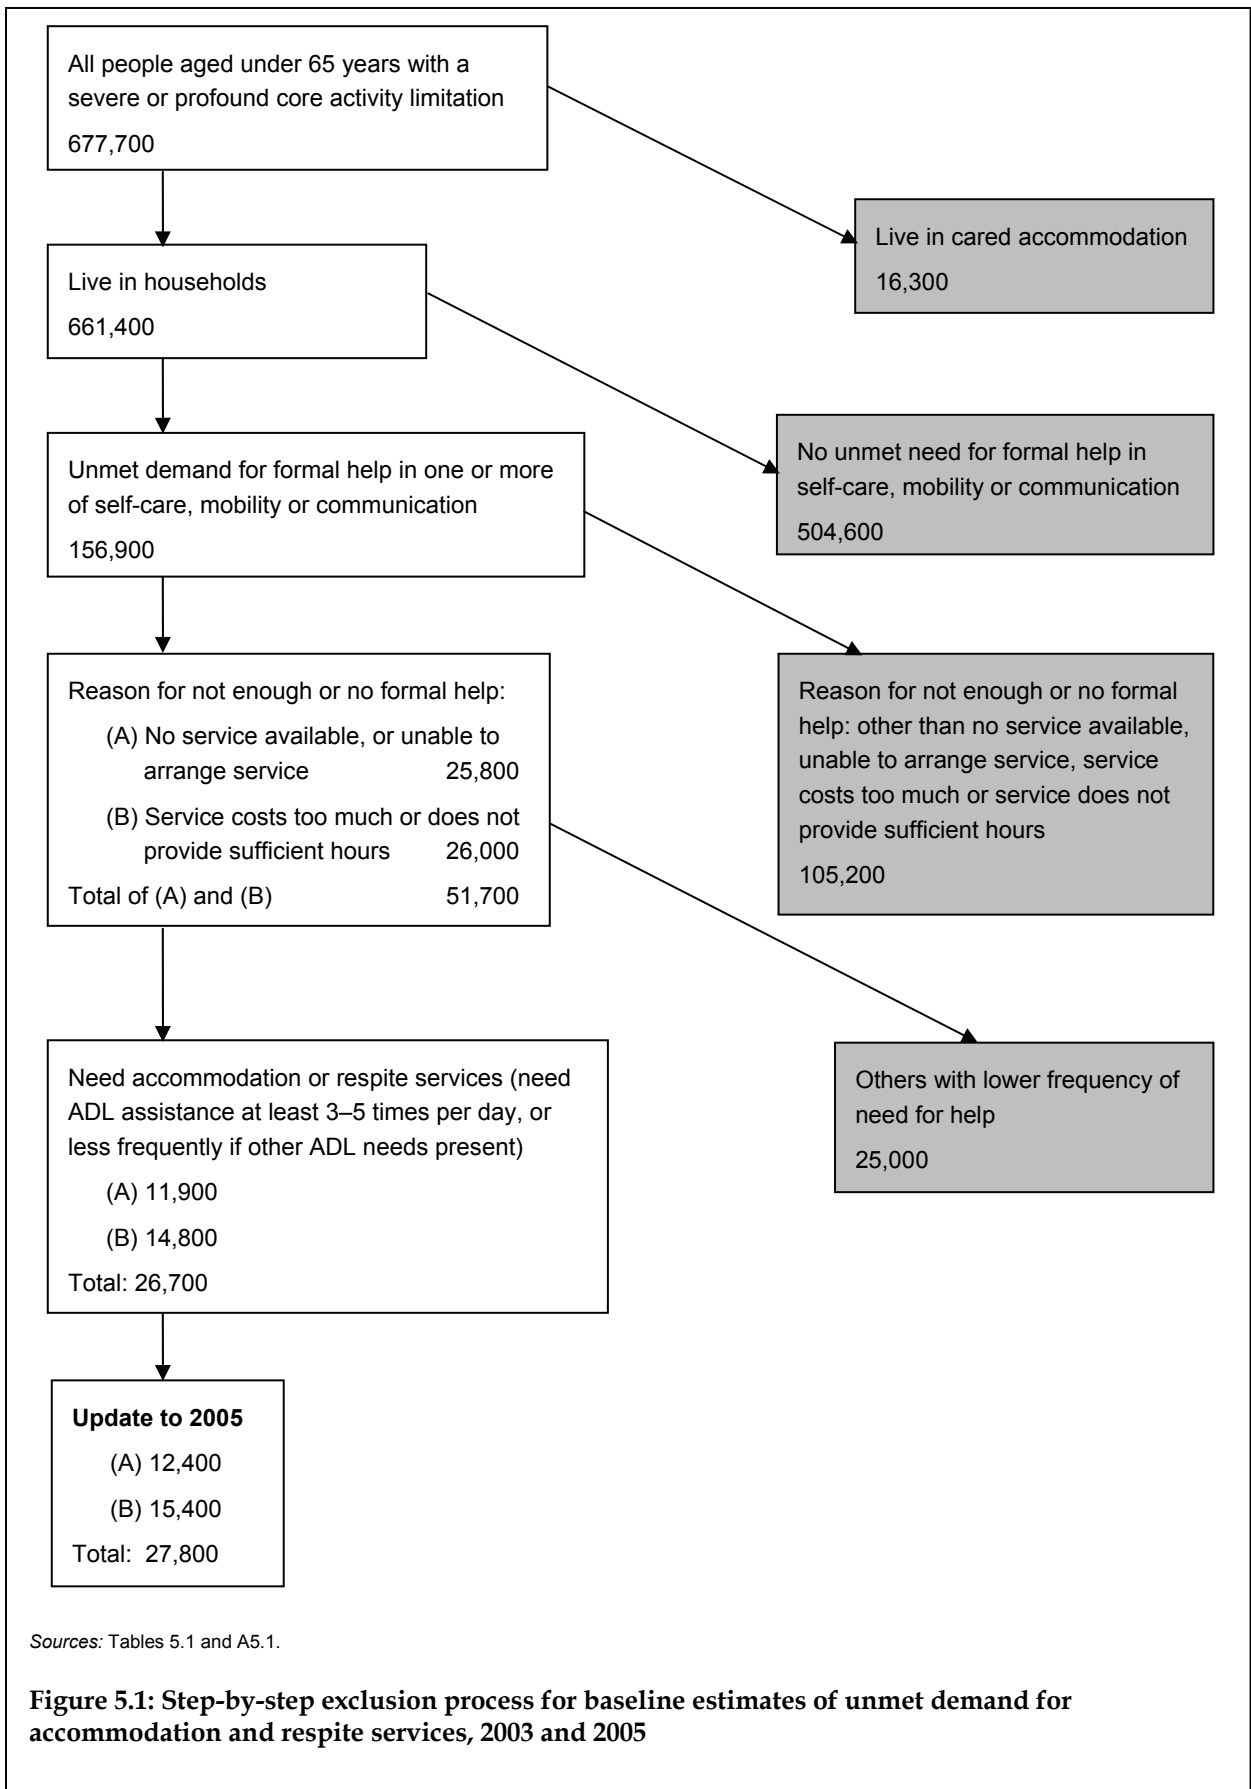 All people aged under 65 years with a
severe or profound core activity limitation
677,700
Live in cared accommodation
16,300
Live in households
661,400
No unmet need for formal help in
self-care, mobility or communication
504,600
Unmet demand for formal help in one or more
of self-care, mobility or communication
156,900
Reason for not enough or no formal help:
(A) No service available, or unable to
arrange service 25,800
(B) Service costs too much or does not
provide sufficient hours 26,000
Total of (A) and (B) 51,700
Reason for not enough or no formal
help: other than no service available,
unable to arrange service, service
costs too much or service does not
provide sufficient hours
105,200
Need accommodation or respite services (need
ADL assistance at least 3–5 times per day, or
less frequently if other ADL needs present)
(A) 11,900
(B) 14,800
Total: 26,700
Others with lower frequency of
need for help
25,000
Update to 2005
(A) 12,400
(B) 15,400
Total: 27,800
Sources: Tables 5.1 and A5.1.
Figure 5.1: Step-by-step exclusion process for baseline estimates of unmet demand for
accommodation and respite services, 2003 and 2005